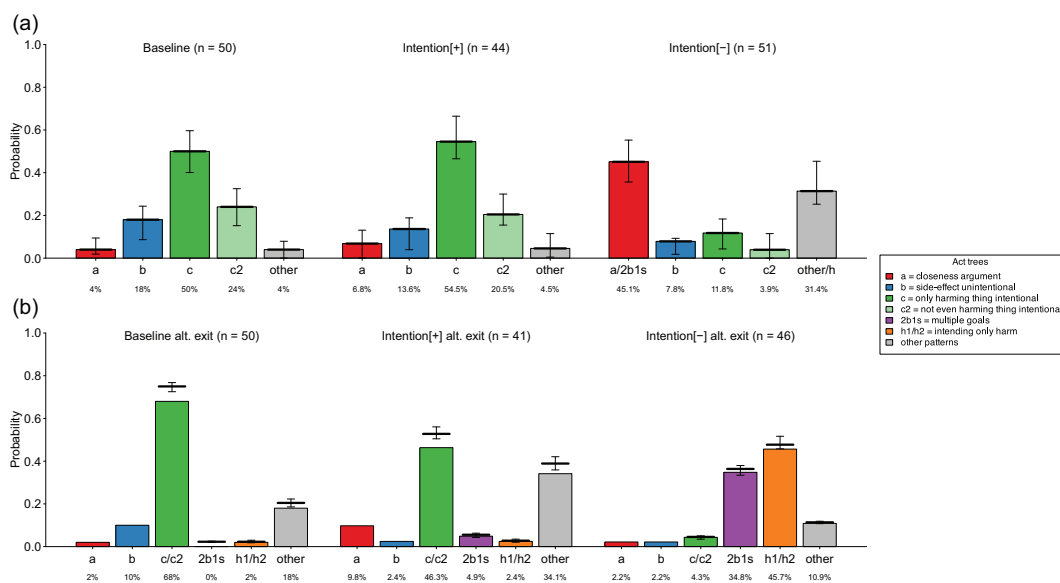 (a)
Baseline (n = 50)
Intention[+] (n = 44)
Intention[−] (n = 51)
Probability
1.0
0.8
0.6
0.4
0.2
0.0
a b c c2 other
4% 18% 50% 24% 4%
a b c c2 other
6.8% 13.6% 54.5% 20.5% 4.5%
a/2b1s b c c2 other/h
45.1% 7.8% 11.8% 3.9% 31.4%
Act trees
a = closeness argument
b = side-effect unintentional
c = only harming thing intentional
c2 = not even harming thing intentional
2b1s = multiple goals
h1/h2 = intending only harm
other patterns
(b)
Baseline alt. exit (n = 50)
Intention[+] alt. exit (n = 41)
Intention[−] alt. exit (n = 46)
Probability
1.0
0.8
0.6
0.4
0.2
0.0
a b c/c2 2b1s h1/h2 other
2% 10% 68% 0% 2% 18%
a b c/c2 2b1s h1/h2 other
9.8% 2.4% 46.3% 4.9% 2.4% 34.1%
a b c/c2 2b1s h1/h2 other
2.2% 2.2% 4.3% 34.8% 45.7% 10.9%